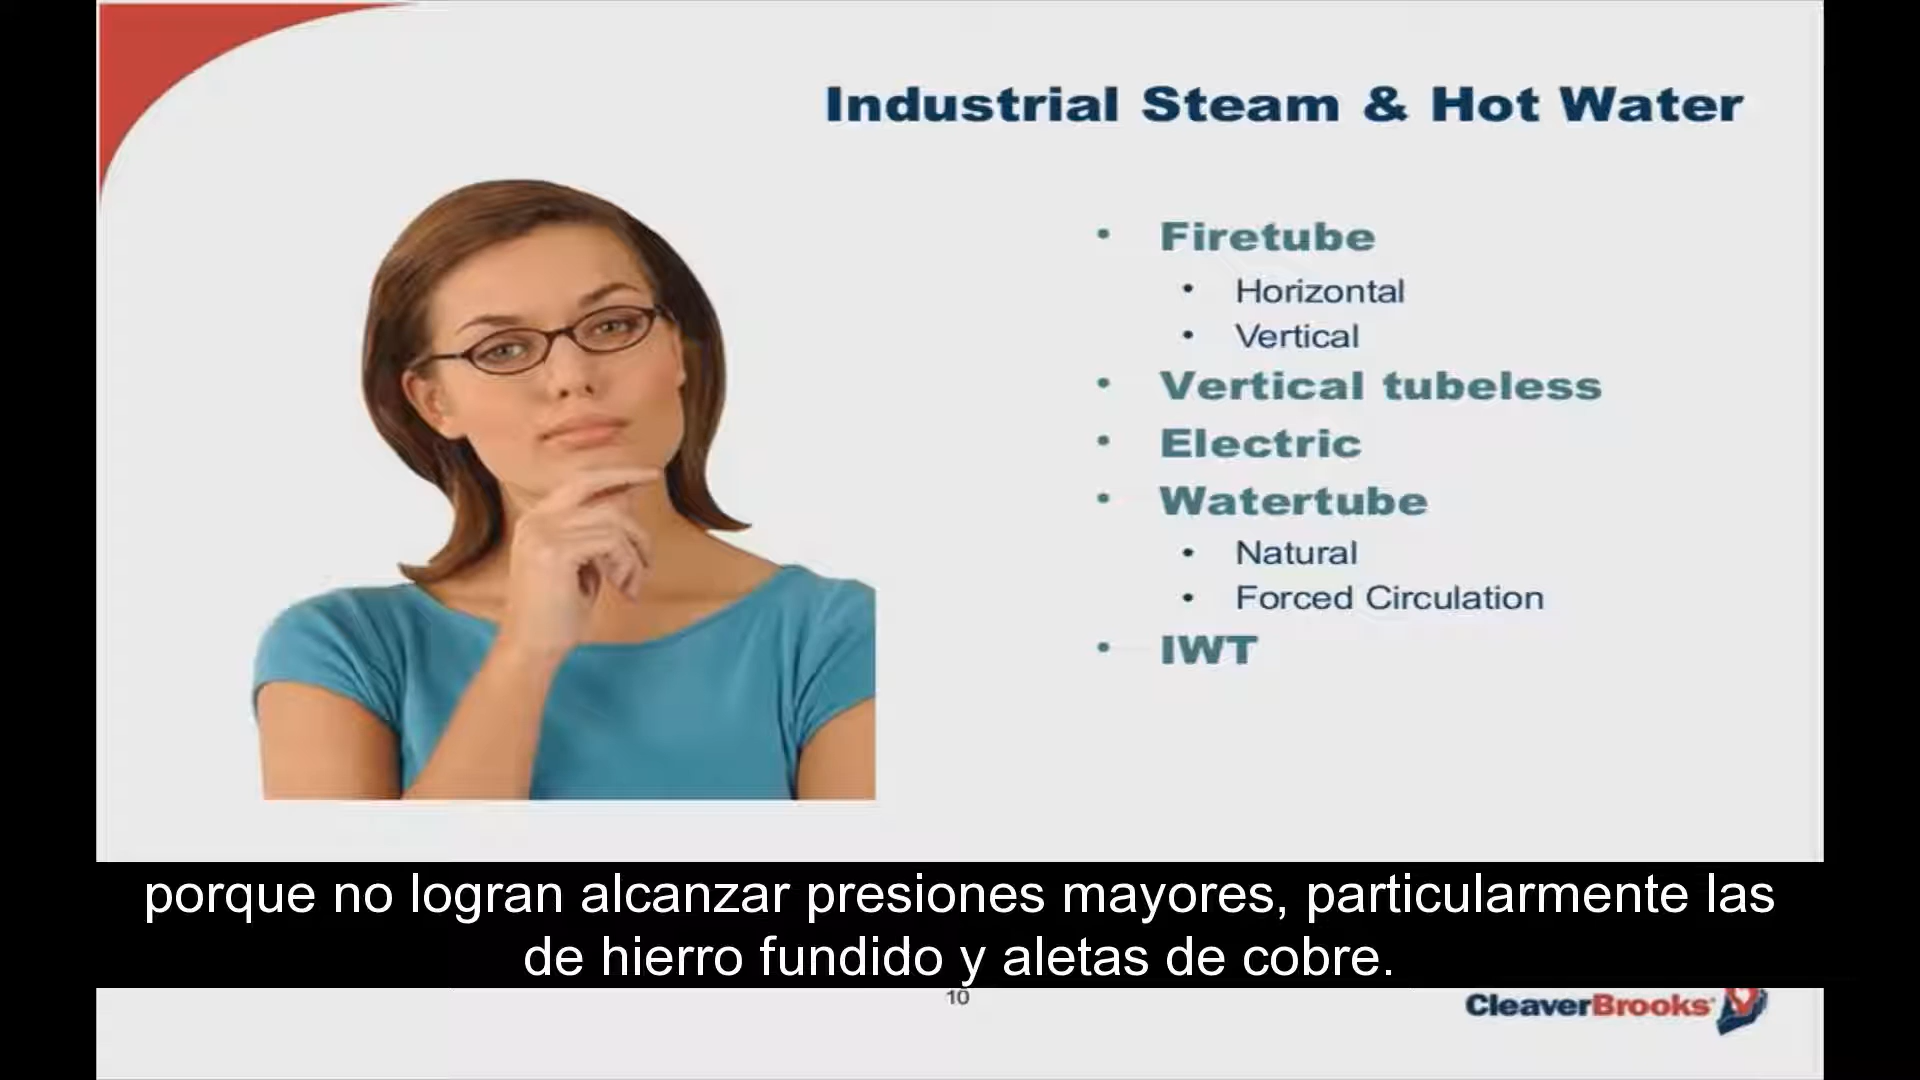 Industrial Steam & Hot Water
• Firetube
• Horizontal
• Vertical
• Vertical tubeless
• Electric
• Watertube
• Natural
• Forced Circulation
• IWT
porque no logran alcanzar presiones mayores, particularmente las
de hierro fundido y aletas de cobre.
10
CleaverBrooks